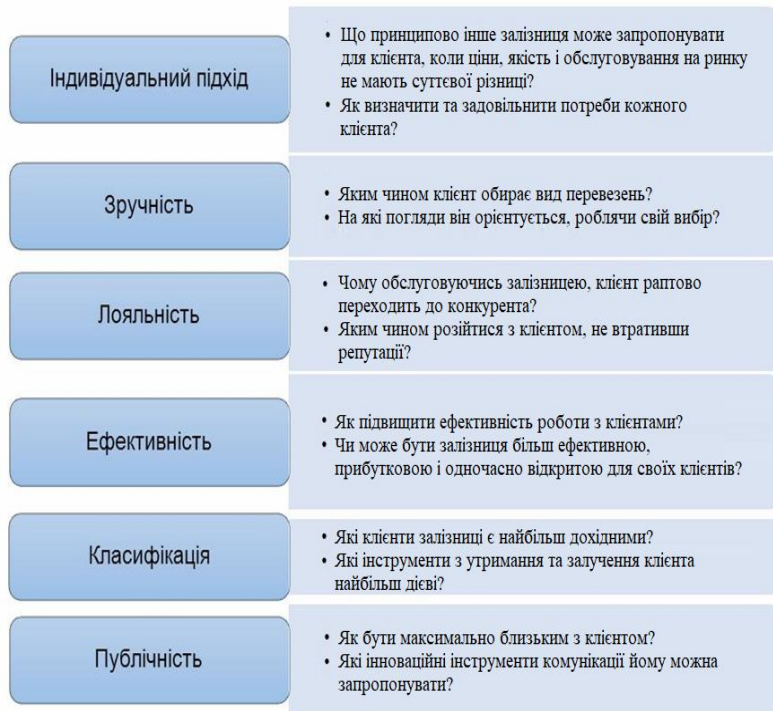 Індивідуальний підхід
• Що принципово інше залізниця може запропонувати
для клієнта, коли ціни, якість і обслуговування на ринку
не мають суттєвої різниці?
• Як визначити та задовільнити потреби кожного
клієнта?
Зручність
• Яким чином клієнт обирає вид перевезень?
• На які погляди він орієнтується, роблячи свій вибір?
Лояльність
• Чому обслуговуючись залізницею, клієнт раптово
переходить до конкурента?
• Яким чином розійтися з клієнтом, не втративши
репутації?
Ефективність
• Як підвищити ефективність роботи з клієнтами?
• Чи може бути залізниця більш ефективною,
прибутковою і одночасно відкритою для своїх клієнтів?
Класифікація
• Які клієнти залізниці є найбільш дохідними?
• Які інструменти з утримання та залучення клієнта
найбільш дієві?
Публічність
• Як бути максимально близьким з клієнтом?
• Які інноваційні інструменти комунікації йому можна
запропонувати?